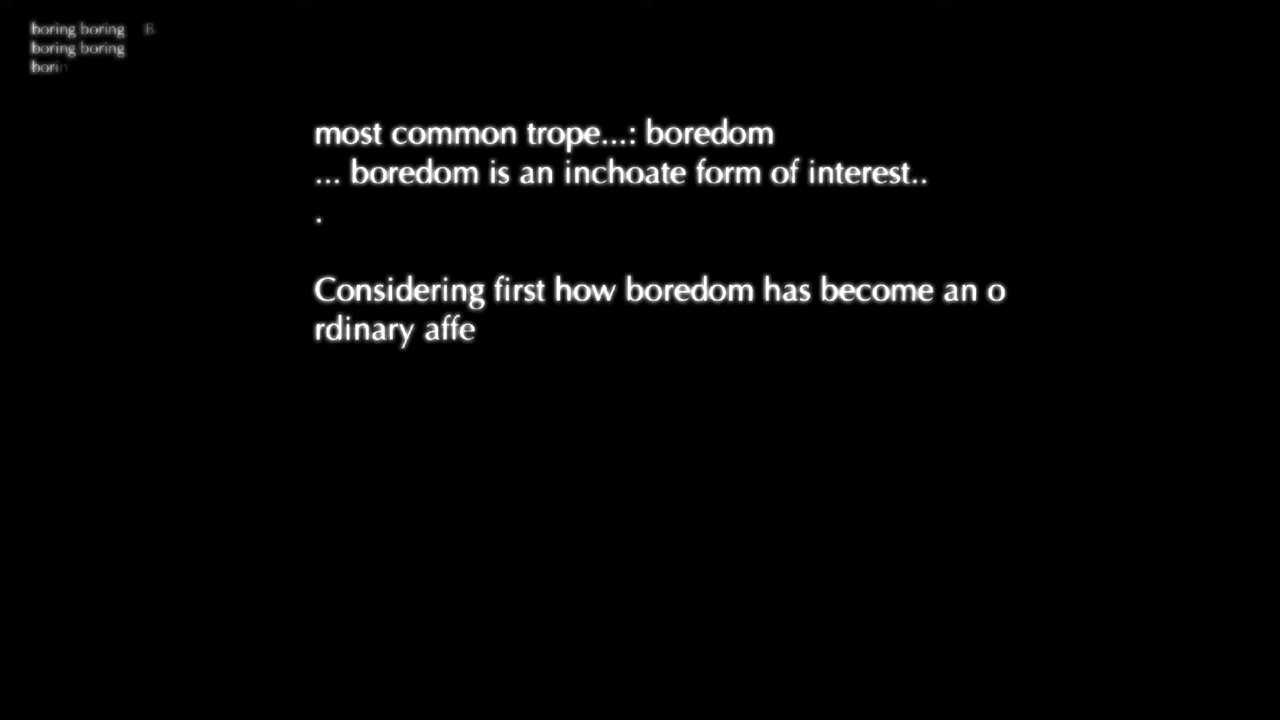 boring boring B
boring boring
borin
most common trope...: boredom
... boredom is an inchoate form of interest..
.
Considering first how boredom has become an o
rdinary affe